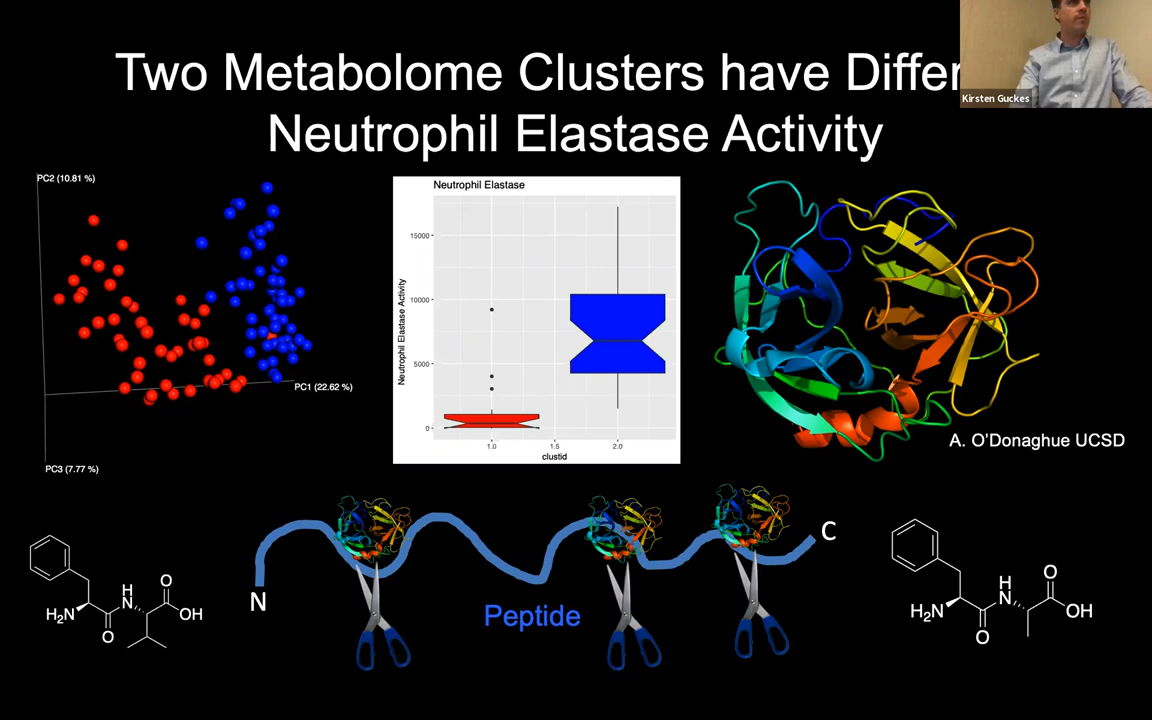 Two Metabolome Clusters have Differ
Neutrophil Elastase Activity
Kirsten Guckes
PC2 (10.81 %)
PC1 (22.62 %)
PC3 (7.77 %)
Neutrophil Elastase
Neutrophil Elastase Activity
15000
10000
5000
0
1.0
1.5
2.0
clustid
A. O'Donaghue UCSD
N
Peptide
C
H2N
O
H
N
O
OH
H2N
O
H
N
O
OH